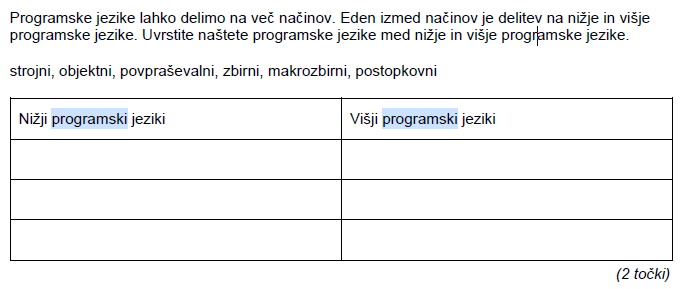 Programske jezike lahko delimo na več načinov. Eden izmed načinov je delitev na nižje in višje
programske jezike. Uvrstite naštete programske jezike med nižje in višje programske jezike.
strojni, objektni, povpraševalni, zbirni, makrozbirni, postopkovni
Nižji programski jeziki
Višji programski jeziki
(2 točki)